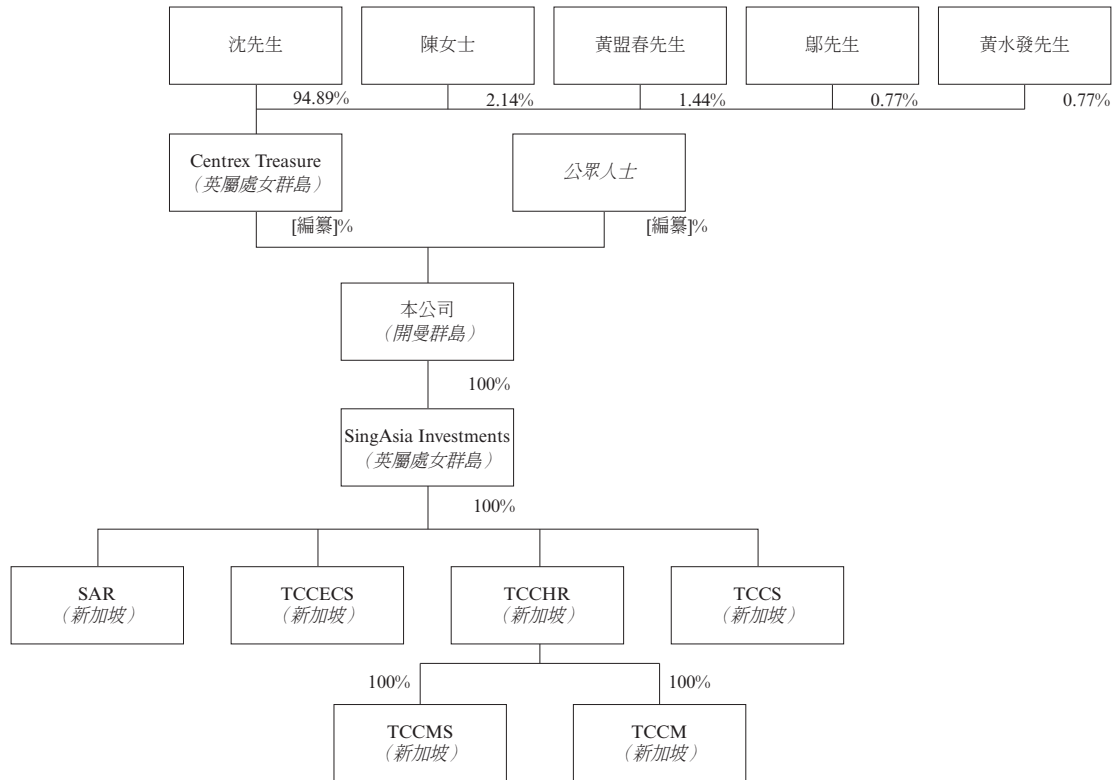 沈先生
陳女士
黃盟春先生
鄔先生
黃水發先生
94.89%
2.14%
1.44%
0.77%
0.77%
Centrex Treasure
（英屬處女群島）
公眾人士
[編纂]%
[編纂]%
本公司
（開曼群島）
100%
SingAsia Investments
（英屬處女群島）
100%
SAR
（新加坡）
TCCECS
（新加坡）
TCCHR
（新加坡）
TCCS
（新加坡）
100%
100%
TCCMS
（新加坡）
TCCM
（新加坡）